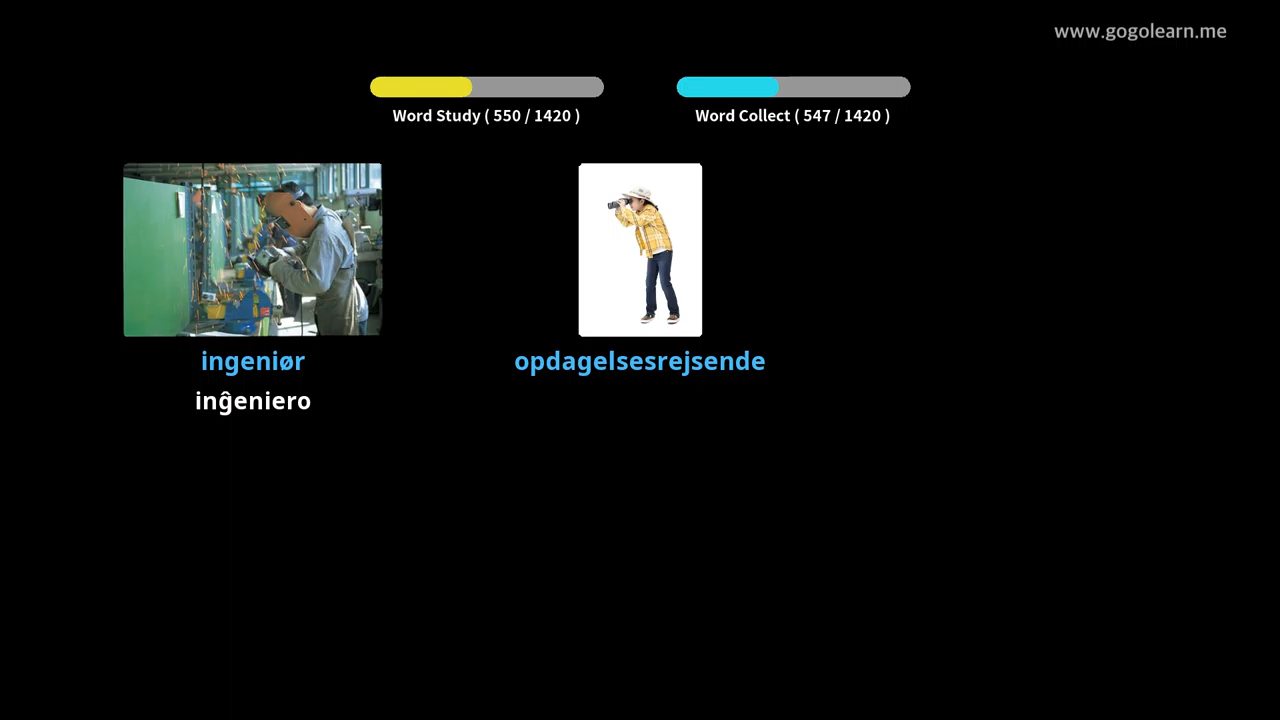 www.gogolearn.me
Word Study ( 550 / 1420 )
Word Collect ( 547 / 1420 )
ingeniør
opdagelsesrejsende
inĝeniero